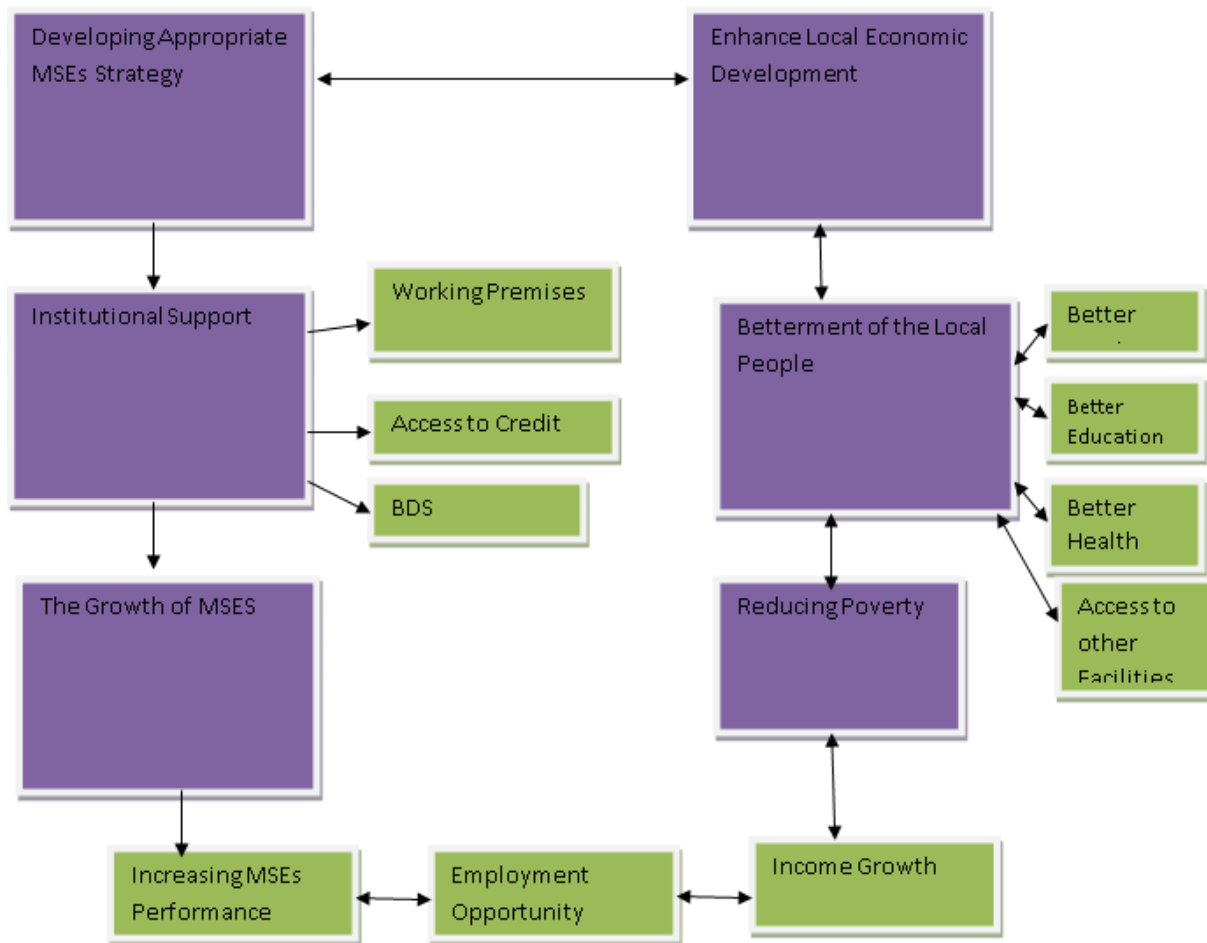 Developing Appropriate
MSEs Strategy
Enhance Local Economic
Development
Institutional Support
Working Premises
Access to Credit
BDS
Betterment of the Local
People
Better
Better
Education
Better
Health
Access to
other
Facilities
The Growth of MSES
Reducing Poverty
Increasing MSEs
Performance
Employment
Opportunity
Income Growth